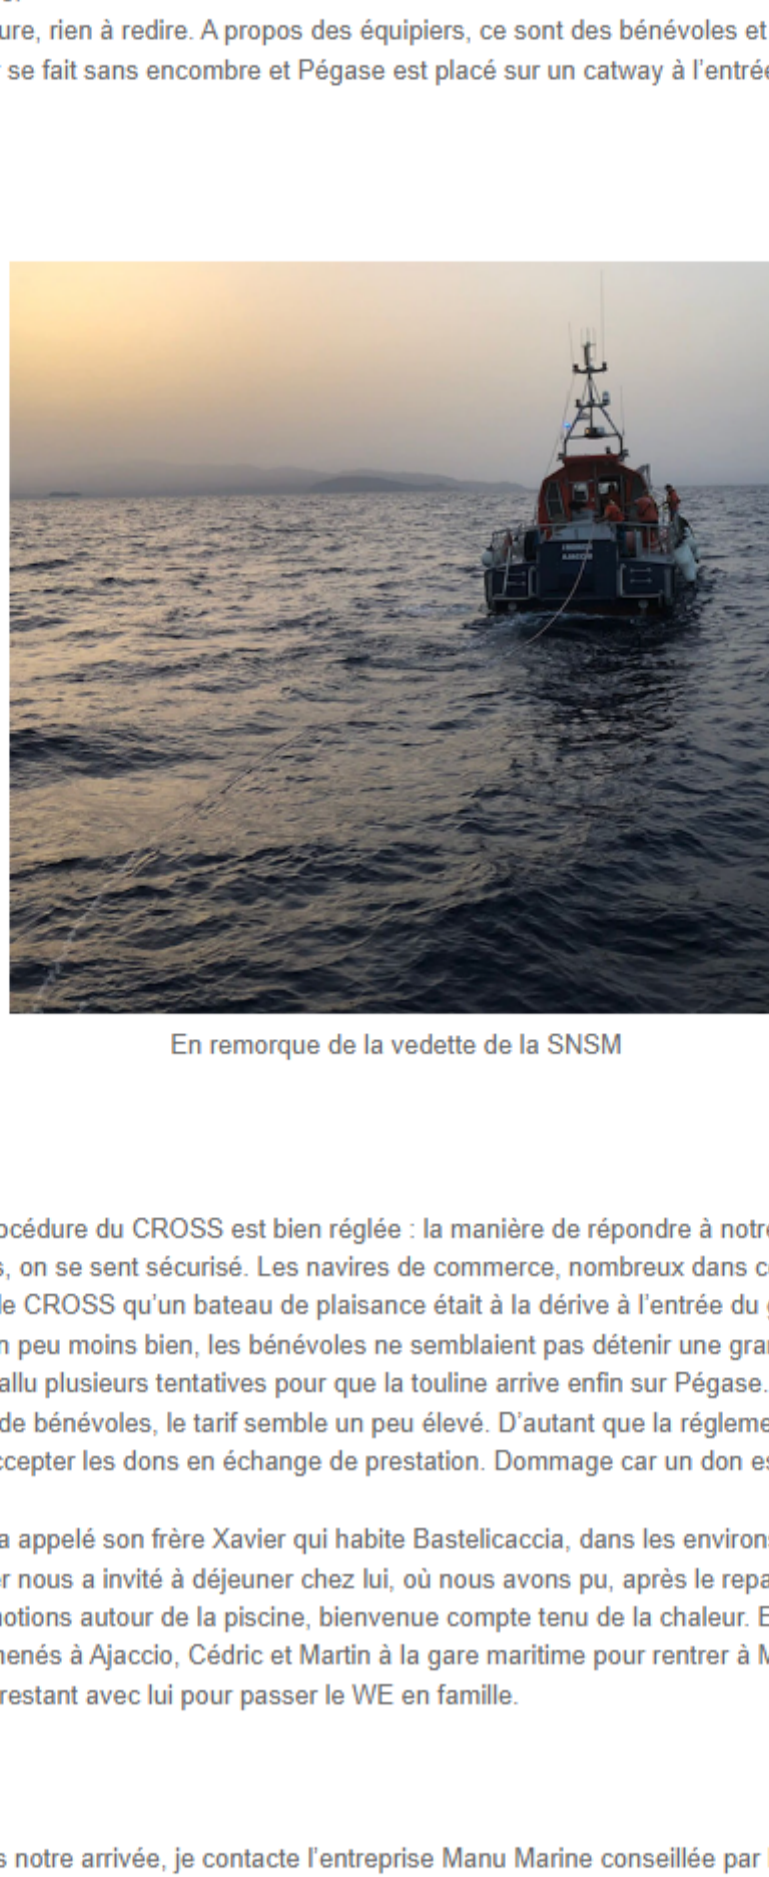 ure, rien à redire. A propos des équipiers, ce sont des bénévoles et
se fait sans encombre et Pégase est placé sur un catway à l'entrée
AJACCIO
En remorque de la vedette de la SNSM
océdure du CROSS est bien réglée : la manière de répondre à notre
s, on se sent sécurisé. Les navires de commerce, nombreux dans c
le CROSS qu'un bateau de plaisance était à la dérive à l'entrée du g
n peu moins bien, les bénévoles ne semblaient pas détenir une gran
allu plusieurs tentatives pour que la touline arrive enfin sur Pégase.
de bénévoles, le tarif semble un peu élevé. D'autant que la régleme
ccepter les dons en échange de prestation. Dommage car un don es
a appelé son frère Xavier qui habite Bastelicaccia, dans les environs
er nous a invité à déjeuner chez lui, où nous avons pu, après le repa
notions autour de la piscine, bienvenue compte tenu de la chaleur. E
nenés à Ajaccio, Cédric et Martin à la gare maritime pour rentrer à M
restant avec lui pour passer le WE en famille.
s notre arrivée, je contacte l'entreprise Manu Marine conseillée par